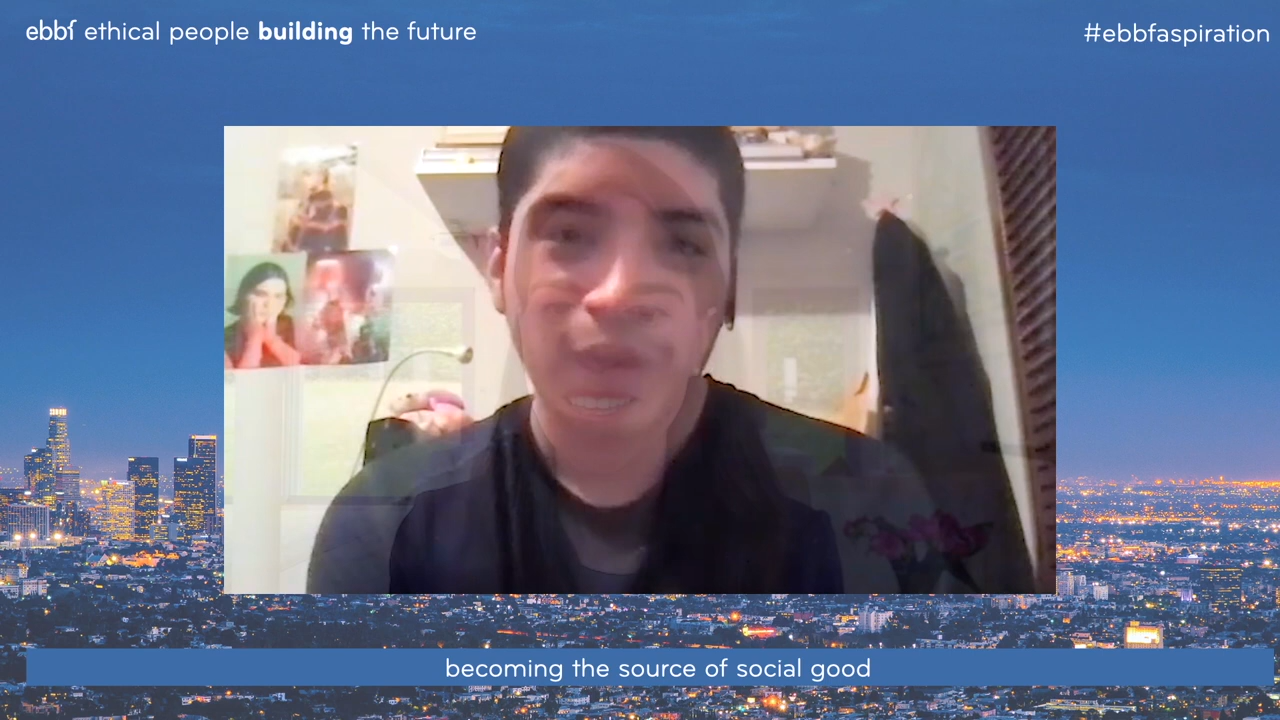 ebbf ethical people building the future
#ebbfaspiration
becoming the source of social good